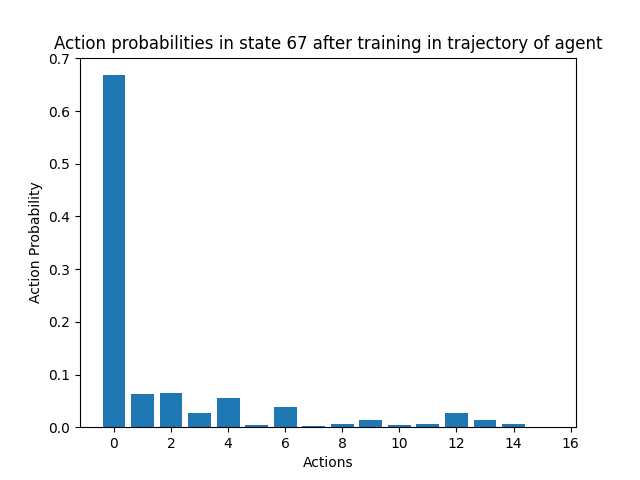 Action probabilities in state 67 after training in trajectory of agent
0.7
0.6
0.5
0.4
0.3
0.2
0.1
0.0
Action Probability
0 2 4 6 8 10 12 14 16
Actions